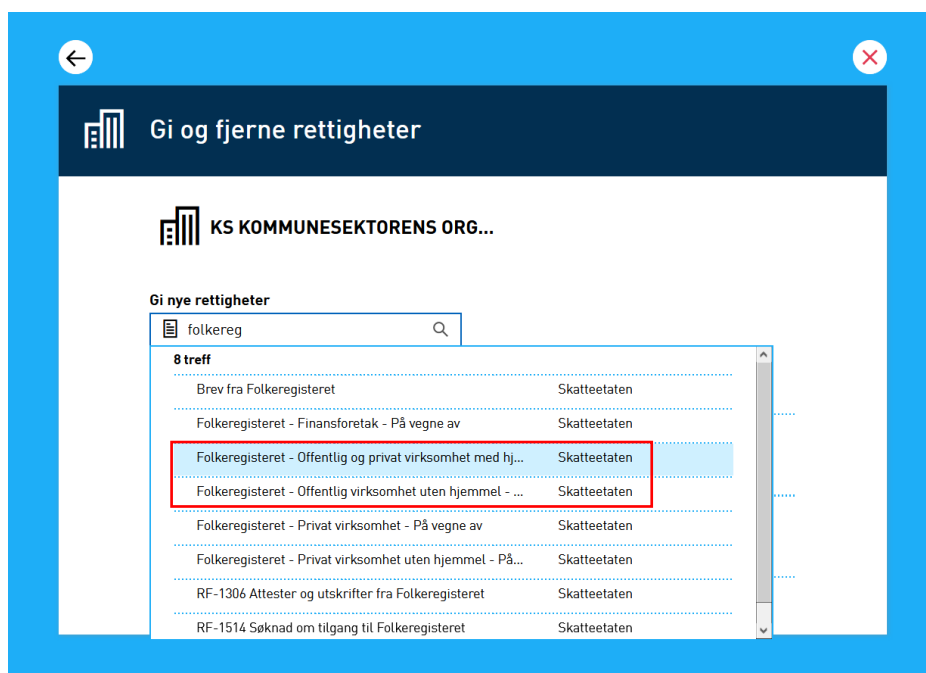 Gi og fjerne rettigheter
KS KOMMUNESEKTORENS ORG...
Gi nye rettigheter
folkereg
8 treff
Brev fra Folkeregisteret Skatteetaten
Folkeregisteret - Finansforetak - På vegne av Skatteetaten
Folkeregisteret - Offentlig og privat virksomhet med hj... Skatteetaten
Folkeregisteret - Offentlig virksomhet uten hjemmel - ... Skatteetaten
Folkeregisteret - Privat virksomhet - På vegne av Skatteetaten
Folkeregisteret - Privat virksomhet uten hjemmel - På... Skatteetaten
RF-1306 Attester og utskrifter fra Folkeregisteret Skatteetaten
RF-1514 Søknad om tilgang til Folkeregisteret Skatteetaten